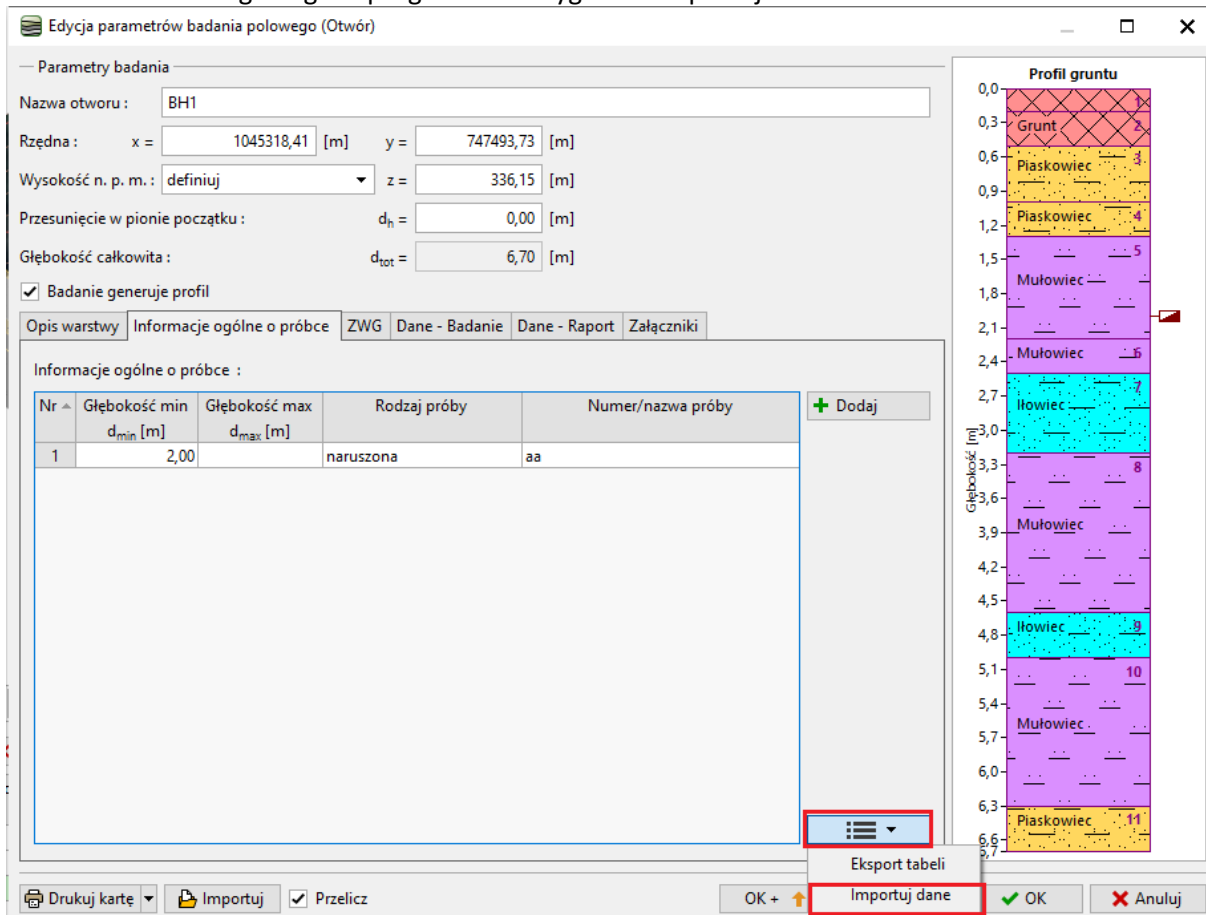 Edycja parametrów badania polowego (Otwór)
Parametry badania
Nazwa otworu : BH1
Rzędna : x = 1045318,41 [m] y = 747493,73 [m]
Wysokość n. p. m. : definiuj z = 336,15 [m]
Przesunięcie w pionie początku : dh = 0,00 [m]
Głębokość całkowita : dtot = 6,70 [m]
Badanie generuje profil
Opis warstwy Informacje ogólne o próbce ZWG Dane - Badanie Dane - Raport Załączniki
Informacje ogólne o próbce :
Nr Głębokość min Głębokość max Rodzaj próby Numer/nazwa próby
dmin [m] dmax [m]
1 2,00 naruszona aa
Dodaj
Eksport tabeli
Importuj dane
Drukuj kartę Importuj Przelicz OK + OK Anuluj
Profil gruntu
Głębokość [m]
0,0
1
0,3
Grunt 2
0,6
Piaskowiec 3
0,9
Piaskowiec 4
1,2
5
1,5
Mułowiec
1,8
2,1
Mułowiec 6
2,4
7
2,7
Iłowiec
3,0
3,3
8
3,6
Mułowiec
3,9
4,2
4,5
Iłowiec 9
4,8
5,1
10
5,4
Mułowiec
5,7
6,0
6,3
Piaskowiec 11
6,6
6,7